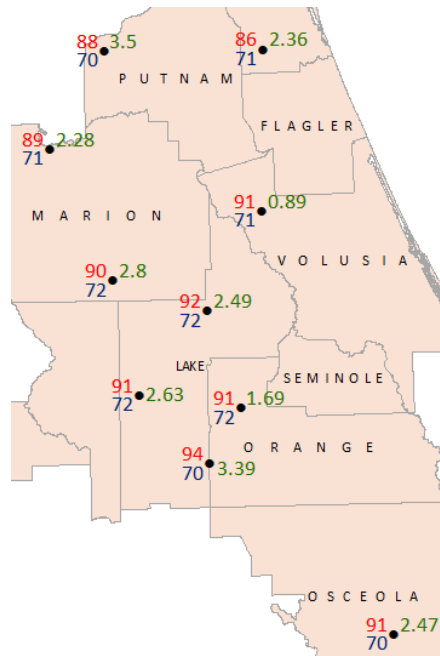 88 3.5
70
86 2.36
71
PUTNAM
FLAGLER
89 2.28
71
91 0.89
71
MARION
VOLUSIA
90 2.8
72
92 2.49
72
LAKE
SEMINOLE
91 2.63
72
91 1.69
72
ORANGE
94
70 3.39
OSCEOLA
91 2.47
70